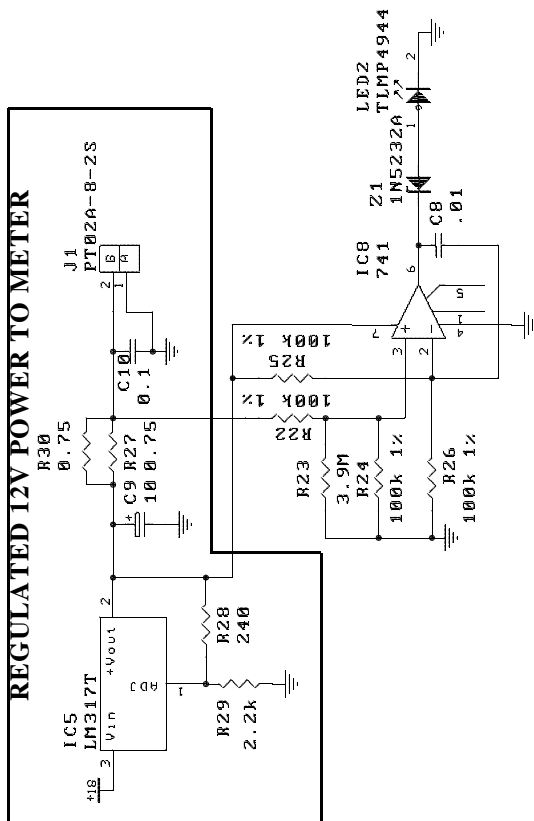 REGULATED 12V POWER TO METER
+18
3
IC5
LM317T
Vin
+Vout
ADJ
2
1
R29
2.2k
R28
240
C9
10
+
R30
0.75
R27
0.75
C10
0.1
J1
PT02A-8-2S
B
A
2
1
R22
100k 1%
R25
100k 1%
R23
3.9M
R24
100k 1%
R26
100k 1%
IC8
741
3
2
7
6
5
1
4
+
-
C8
.01
Z1
1N5232A
LED2
TLMP4944
1
2